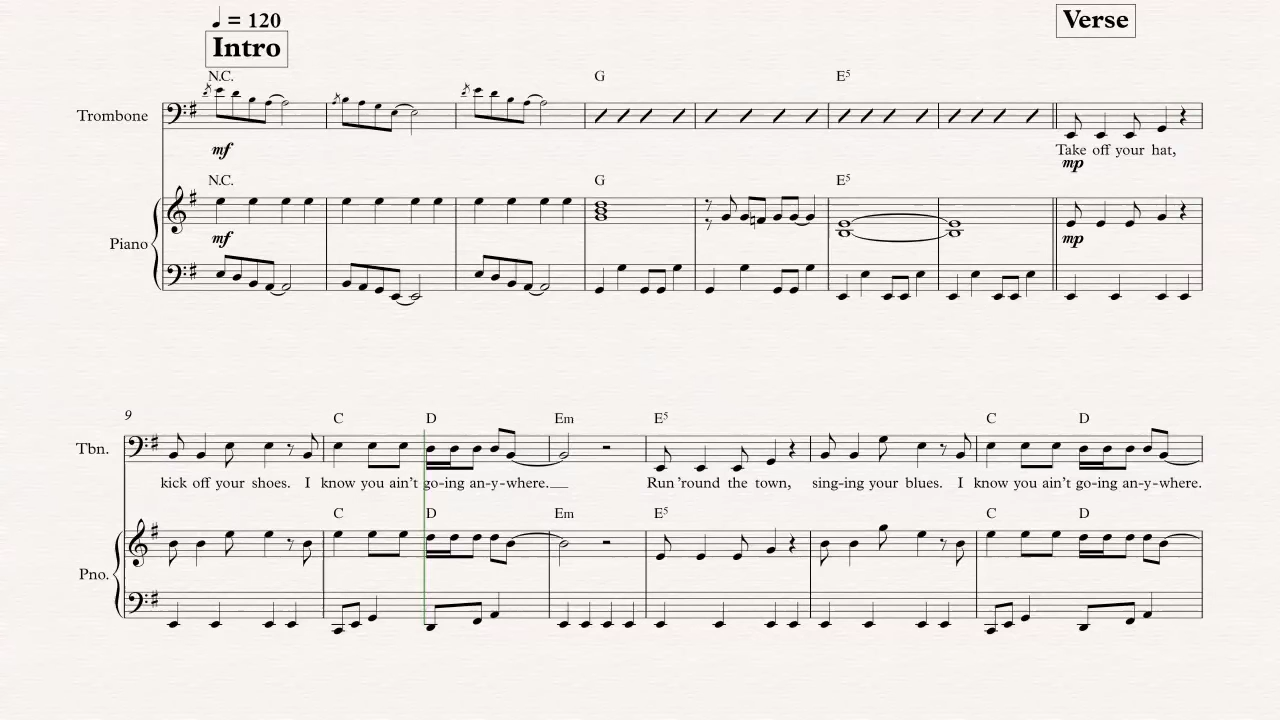 ♩ = 120
Intro
Verse
N.C. G E5
Trombone
mf
Take off your hat,
mp
N.C. G E5
Piano
mf
mp
9
C D Em E5 C D
Tbn.
kick off your shoes. I know you ain't go-ing an-y-where. Run 'round the town, sing-ing your blues. I know you ain't go-ing an-y-where.
C D Em E5 C D
Pno.